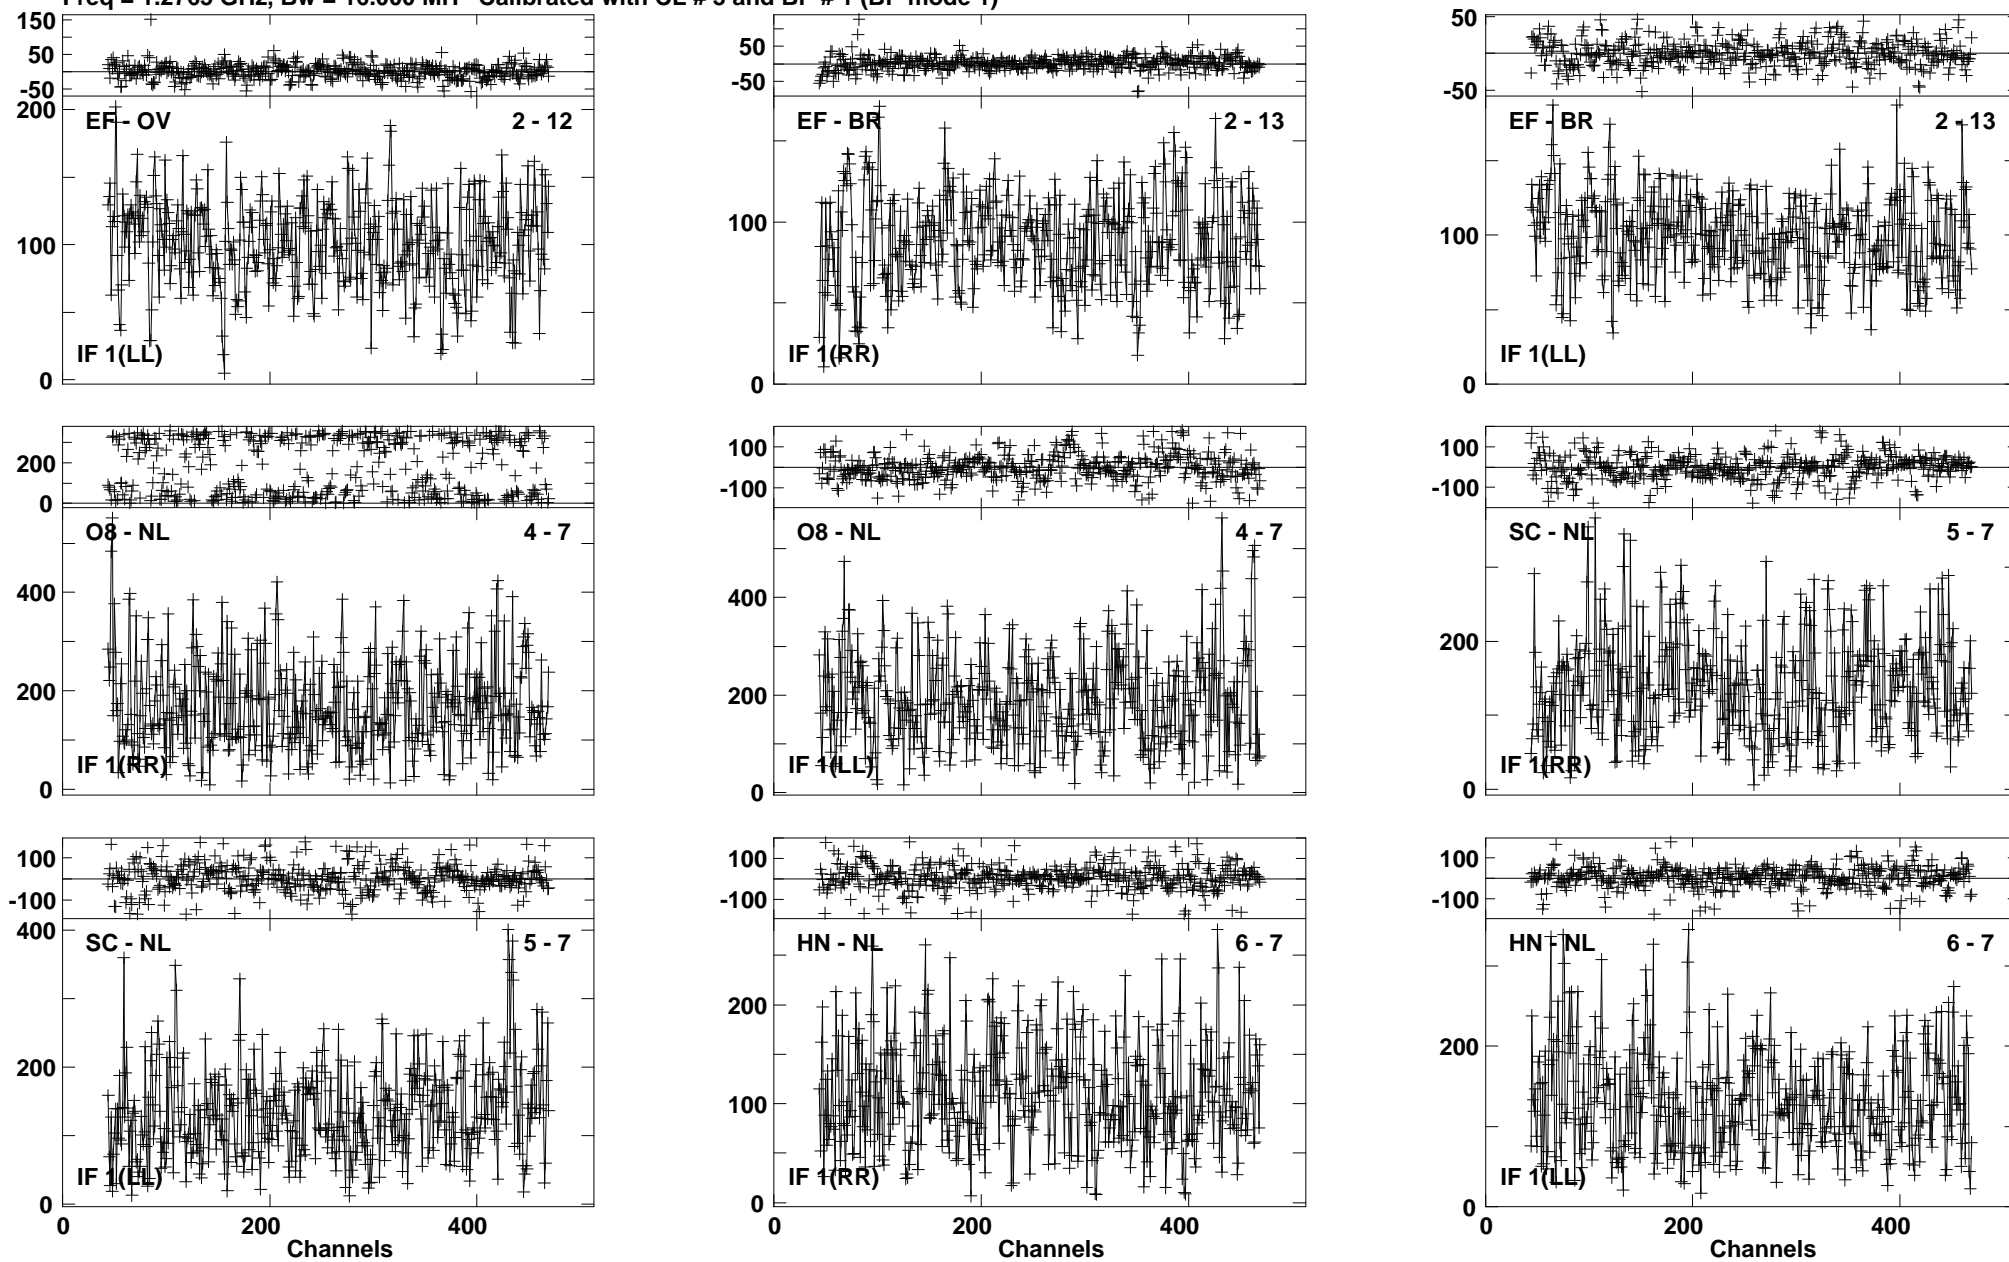 Freq = 1.2765 GHz, Bw = 16.000 MH Calibrated with CL # 3 and BP # 1 (BP mode 1)
150
50
-50
200
100
0
EF - OV 2 - 12
IF 1(LL)
50
-50
100
0
EF - BR 2 - 13
IF 1(RR)
50
-50
100
0
EF - BR 2 - 13
IF 1(LL)
200
0
400
200
0
O8 - NL 4 - 7
IF 1(RR)
100
-100
400
200
0
O8 - NL 4 - 7
IF 1(LL)
100
-100
200
0
SC - NL 5 - 7
IF 1(RR)
100
-100
400
200
0
SC - NL 5 - 7
IF 1(LL)
0 200 400
Channels
100
-100
200
100
0
HN - NL 6 - 7
IF 1(RR)
0 200 400
Channels
100
-100
200
0
HN - NL 6 - 7
IF 1(LL)
0 200 400
Channels